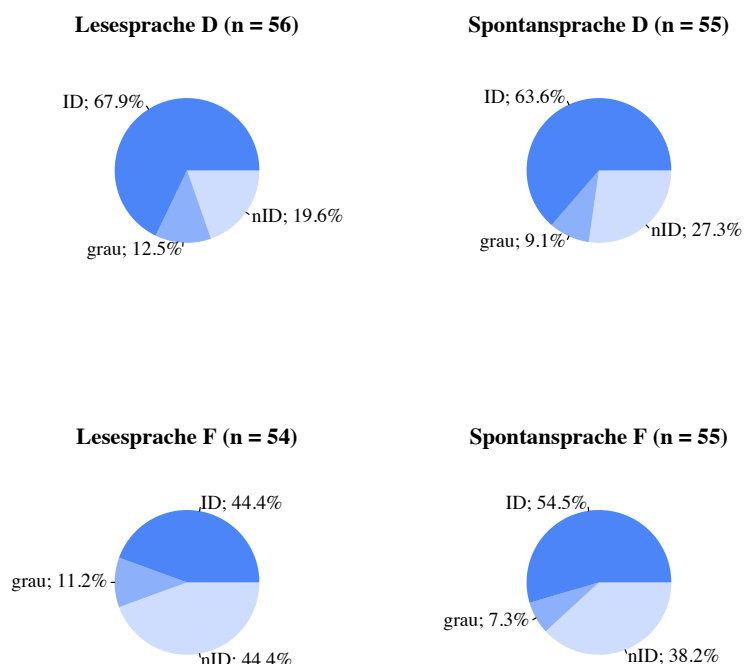 Lesesprache D (n = 56)
ID; 67.9%
nID; 19.6%
grau; 12.5%
Spontansprache D (n = 55)
ID; 63.6%
nID; 27.3%
grau; 9.1%
Lesesprache F (n = 54)
ID; 44.4%
grau; 11.2%
nID; 44.4%
Spontansprache F (n = 55)
ID; 54.5%
grau; 7.3%
nID; 38.2%